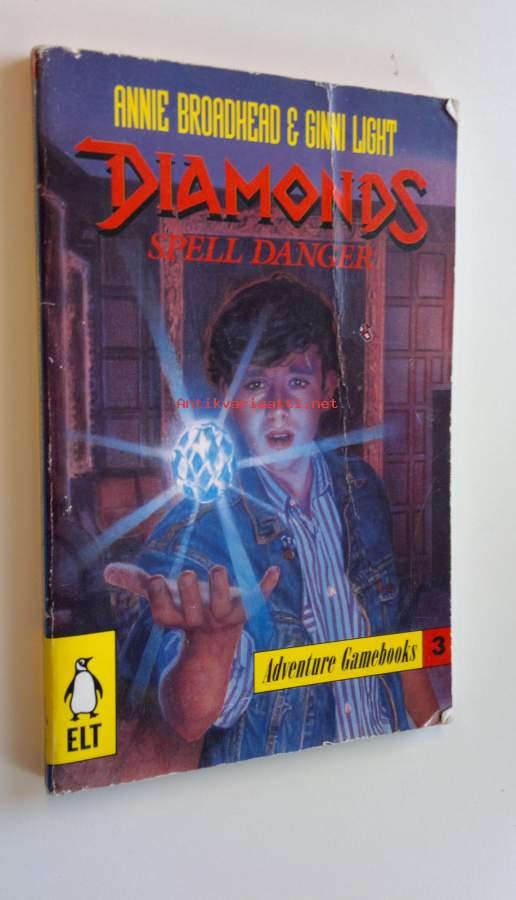 ANNIE BROADHEAD & GINNI LIGHT
DIAMONDS
SPELL DANGER
Antikvariaatti.net
Adventure Gamebooks 3
ELT